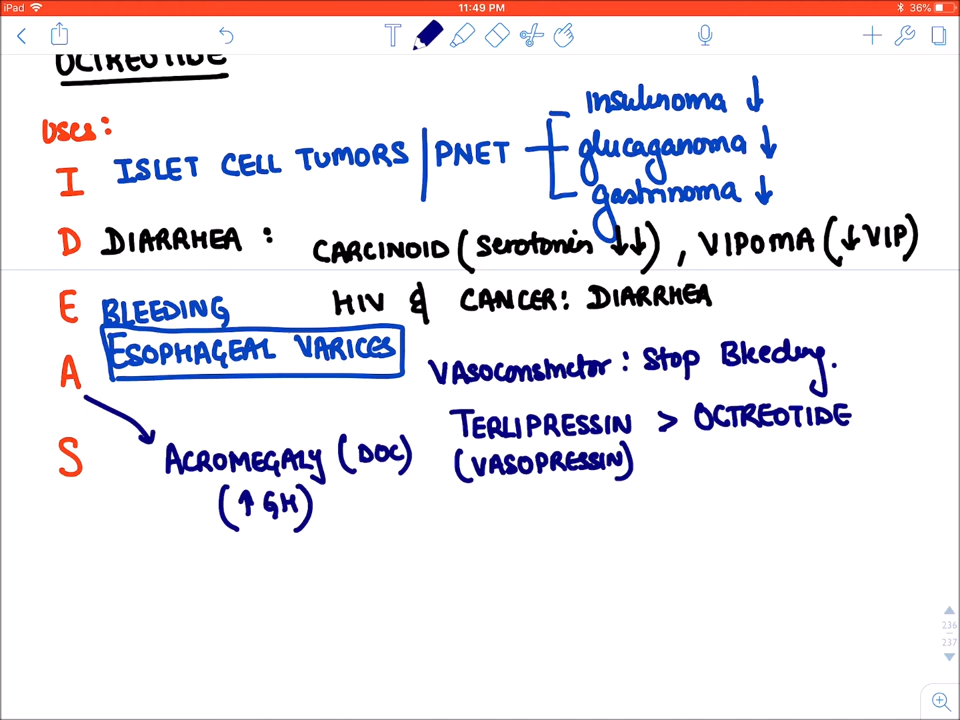 iPad 11:49 PM 36%
T
OCTREOTIDE
Uses:
insulinoma ↓
I ISLET CELL TUMORS | PNET glucaganoma ↓
gastrinoma ↓
D DIARRHEA : CARCINOID (Serotonin ↓↓), VIPOMA (↓VIP)
HIV & CANCER: DIARRHEA
E BLEEDING
ESOPHAGEAL VARICES
VASOCONSTRICTOR : Stop Bleeding.
A
TERLIPRESSIN > OCTREOTIDE
(VASOPRESSIN)
S ACROMEGALY (DOC)
(↑ GH)
236
237